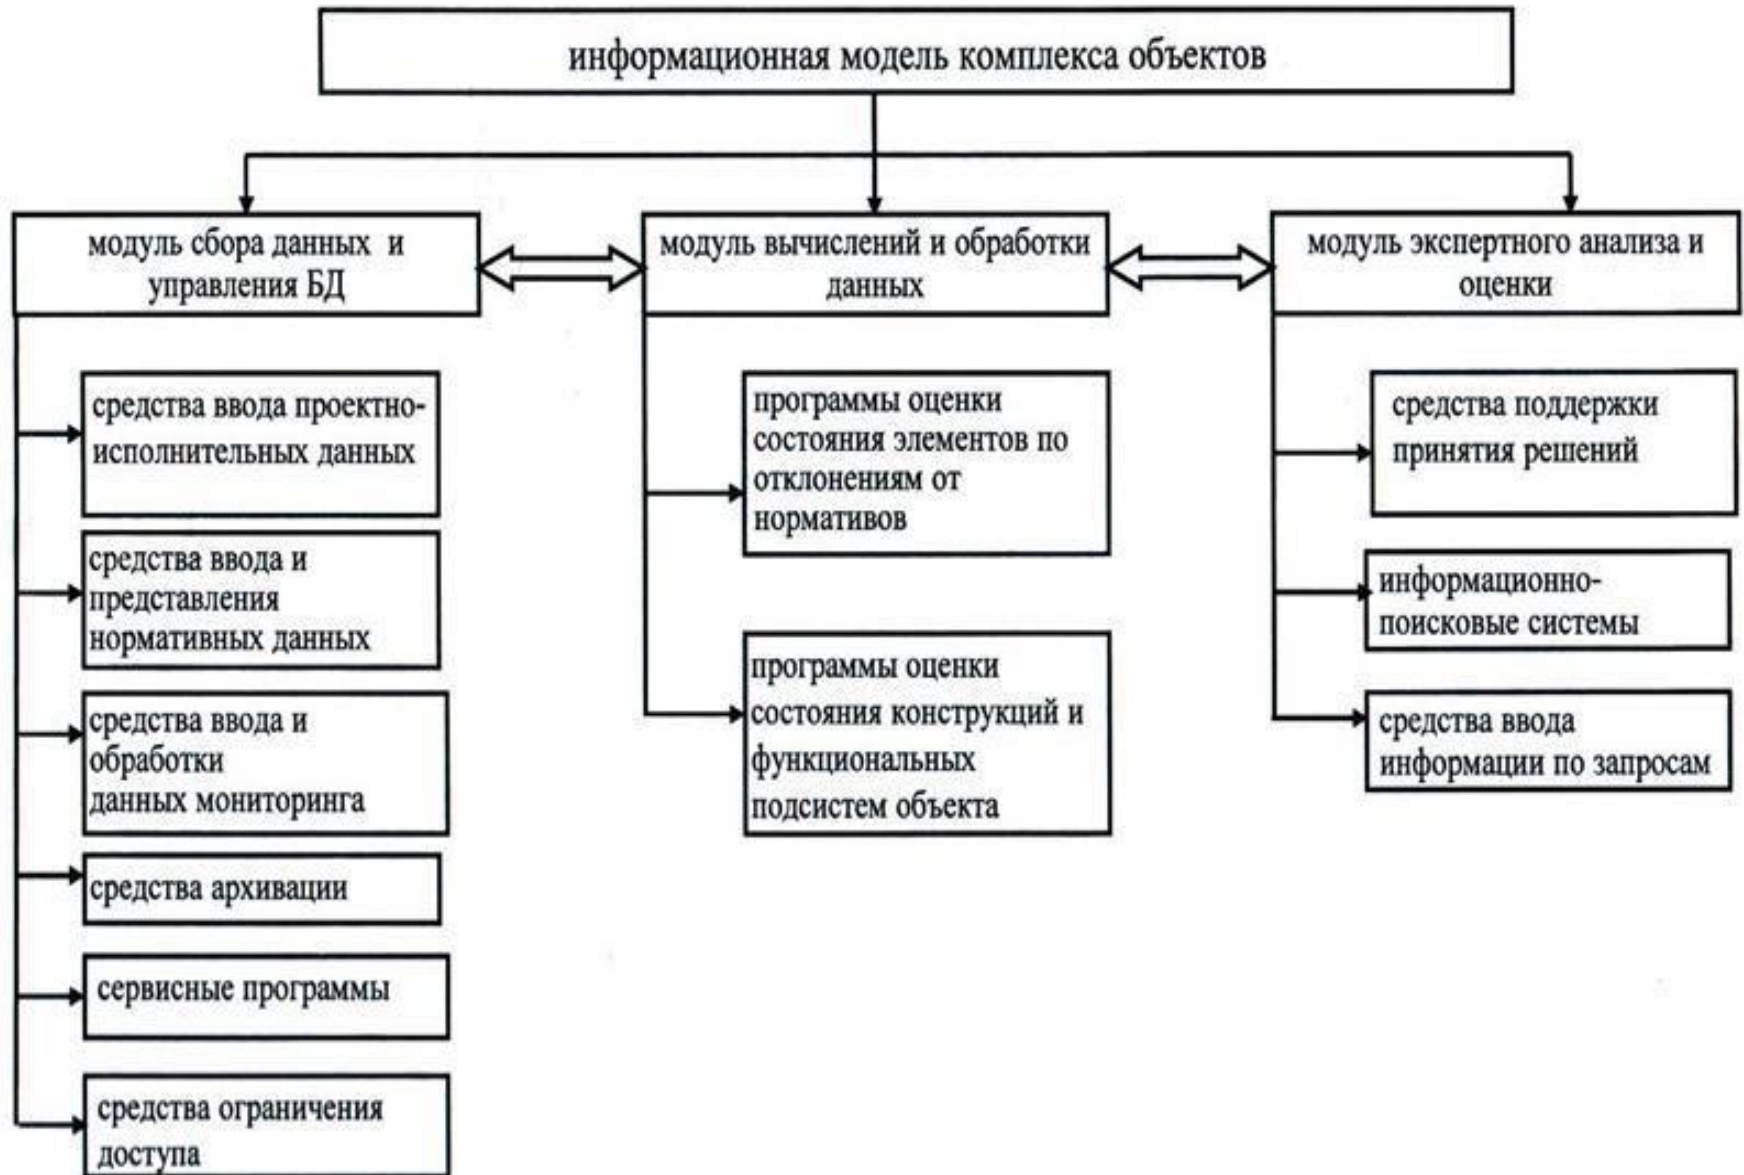 информационная модель комплекса объектов
модуль сбора данных и
управления БД
модуль вычислений и обработки
данных
модуль экспертного анализа и
оценки
средства ввода проектно-
исполнительных данных
средства ввода и
представления
нормативных данных
средства ввода и
обработки
данных мониторинга
средства архивации
сервисные программы
средства ограничения
доступа
программы оценки
состояния элементов по
отклонениям от
нормативов
программы оценки
состояния конструкций и
функциональных
подсистем объекта
средства поддержки
принятия решений
информационно-
поисковые системы
средства ввода
информации по запросам